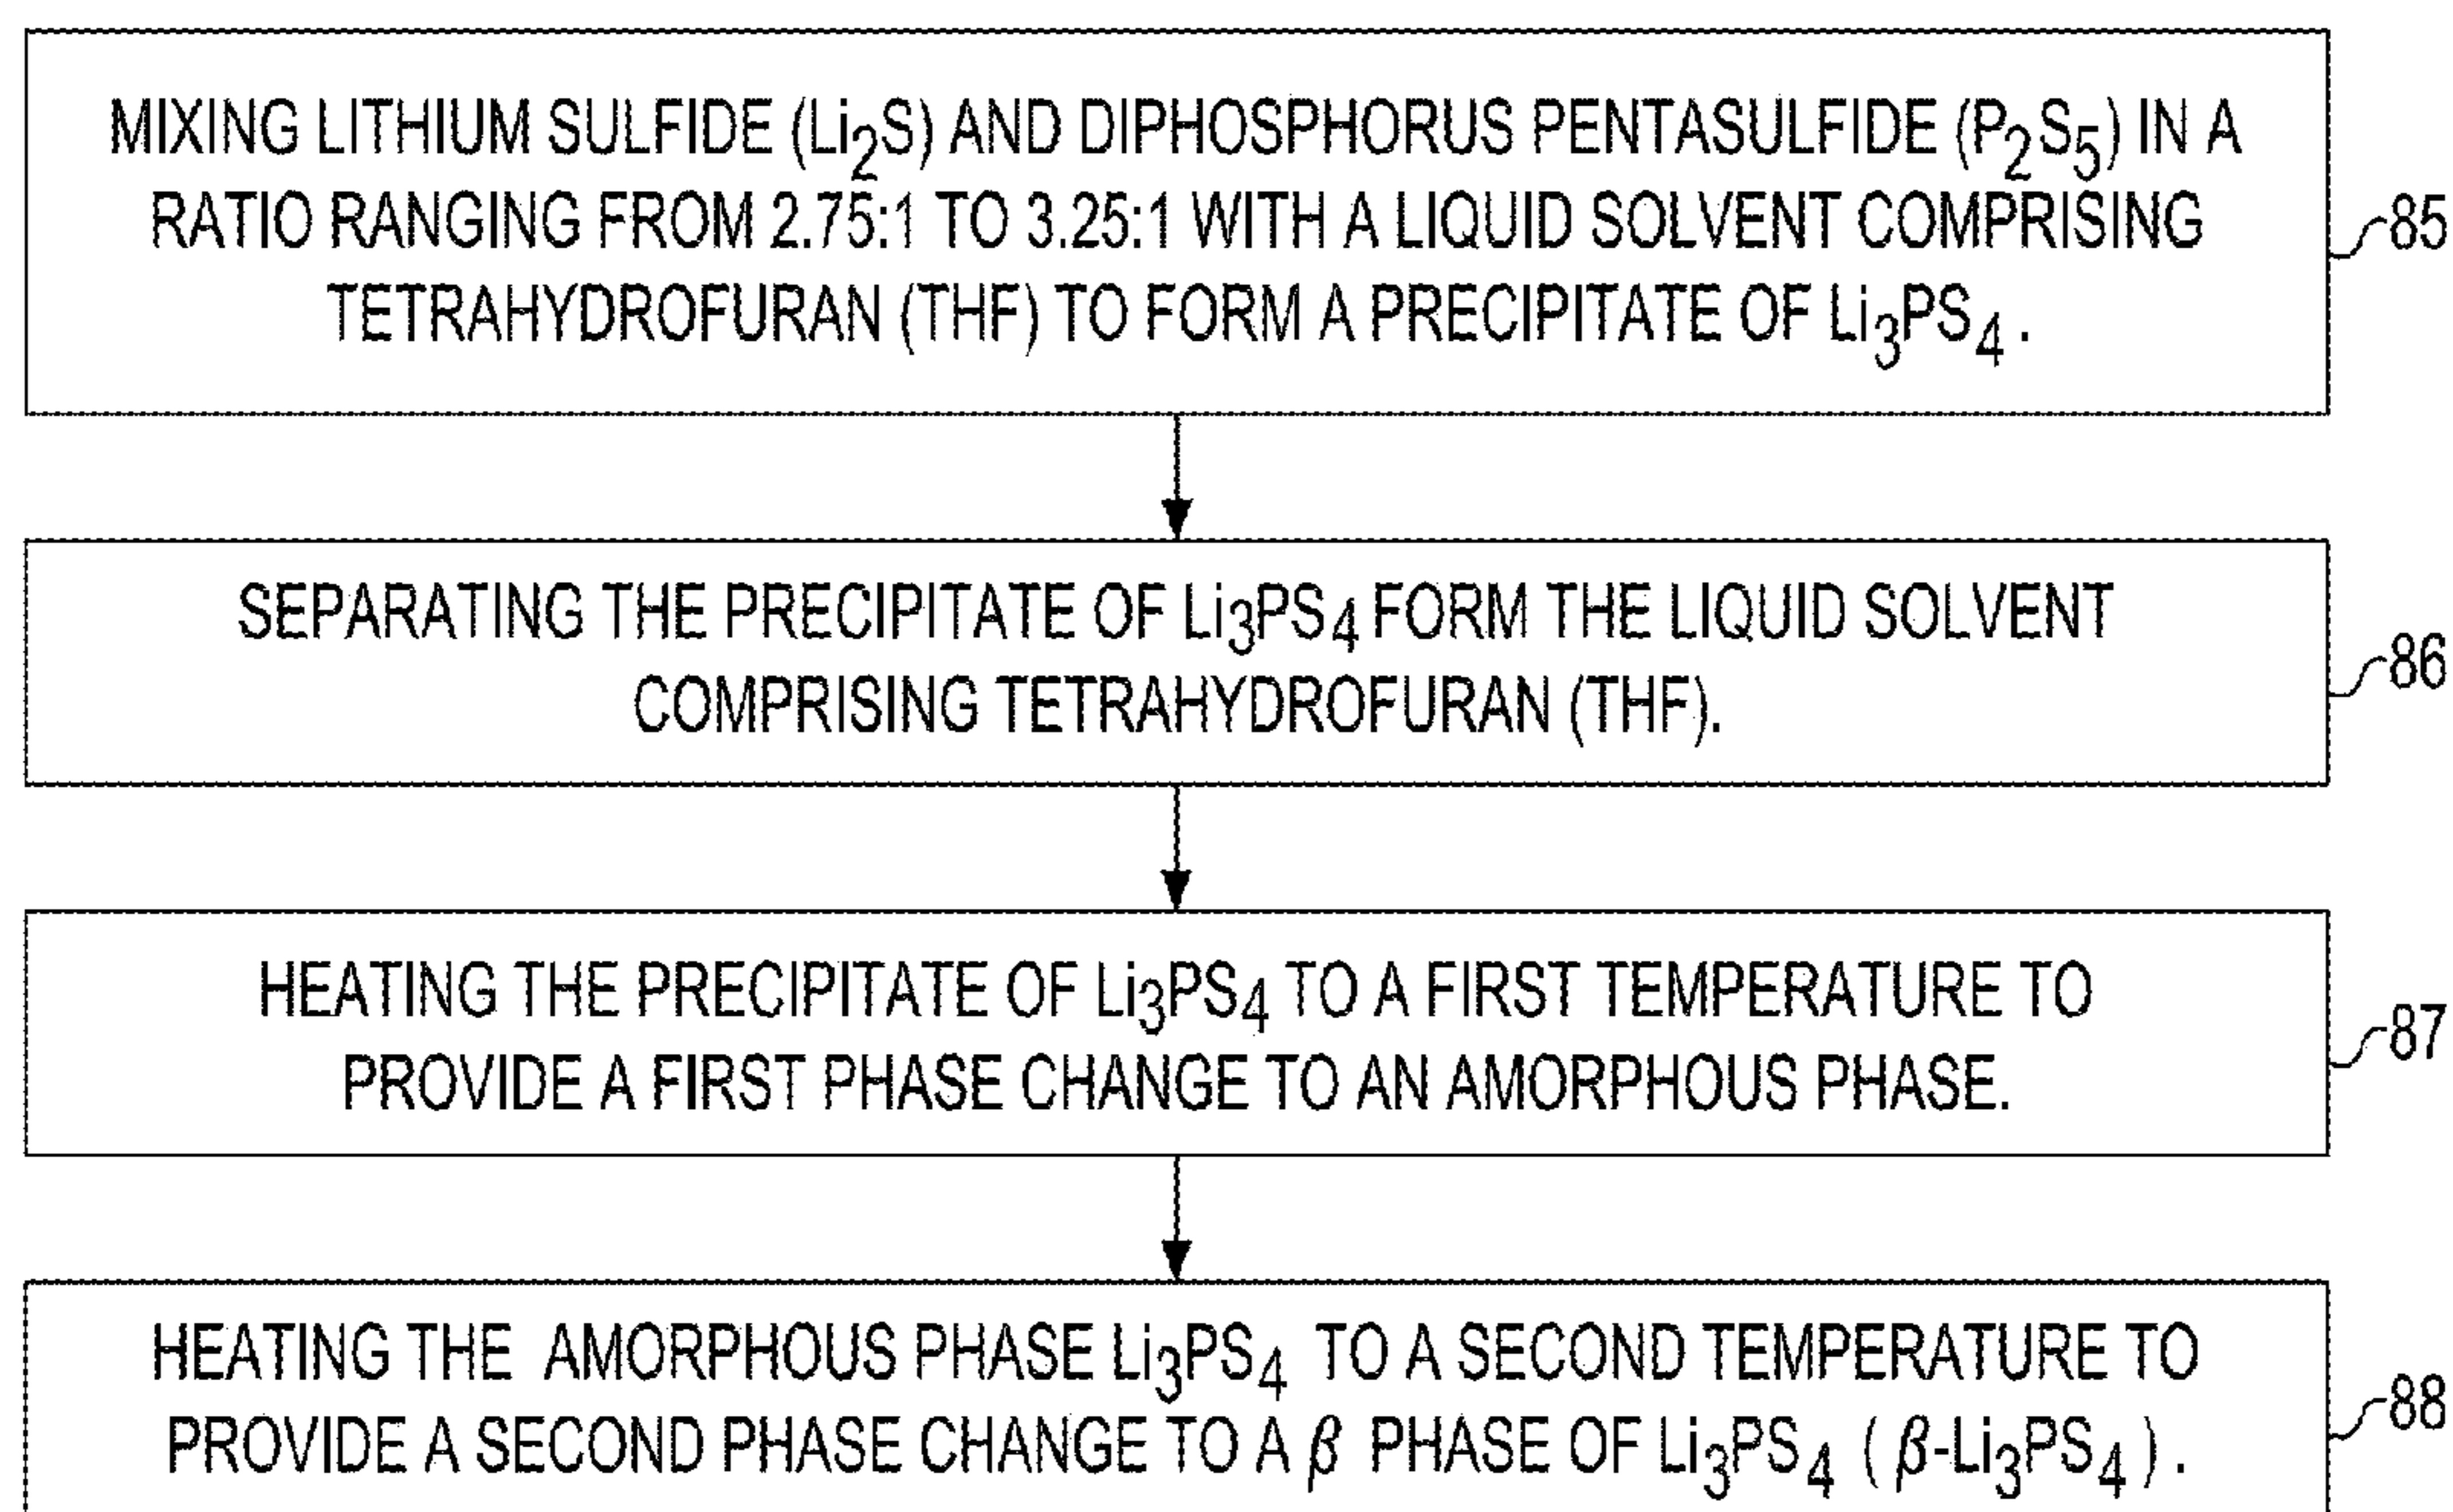 MIXING LITHIUM SULFIDE (Li₂S) AND DIPHOSPHORUS PENTASULFIDE (P₂S₅) IN A
RATIO RANGING FROM 2.75:1 TO 3.25:1 WITH A LIQUID SOLVENT COMPRISING
TETRAHYDROFURAN (THF) TO FORM A PRECIPITATE OF Li₃PS₄.
85
SEPARATING THE PRECIPITATE OF Li₃PS₄ FORM THE LIQUID SOLVENT
COMPRISING TETRAHYDROFURAN (THF).
86
HEATING THE PRECIPITATE OF Li₃PS₄ TO A FIRST TEMPERATURE TO
PROVIDE A FIRST PHASE CHANGE TO AN AMORPHOUS PHASE.
87
HEATING THE AMORPHOUS PHASE Li₃PS₄ TO A SECOND TEMPERATURE TO
PROVIDE A SECOND PHASE CHANGE TO A β PHASE OF Li₃PS₄ (β-Li₃PS₄).
88